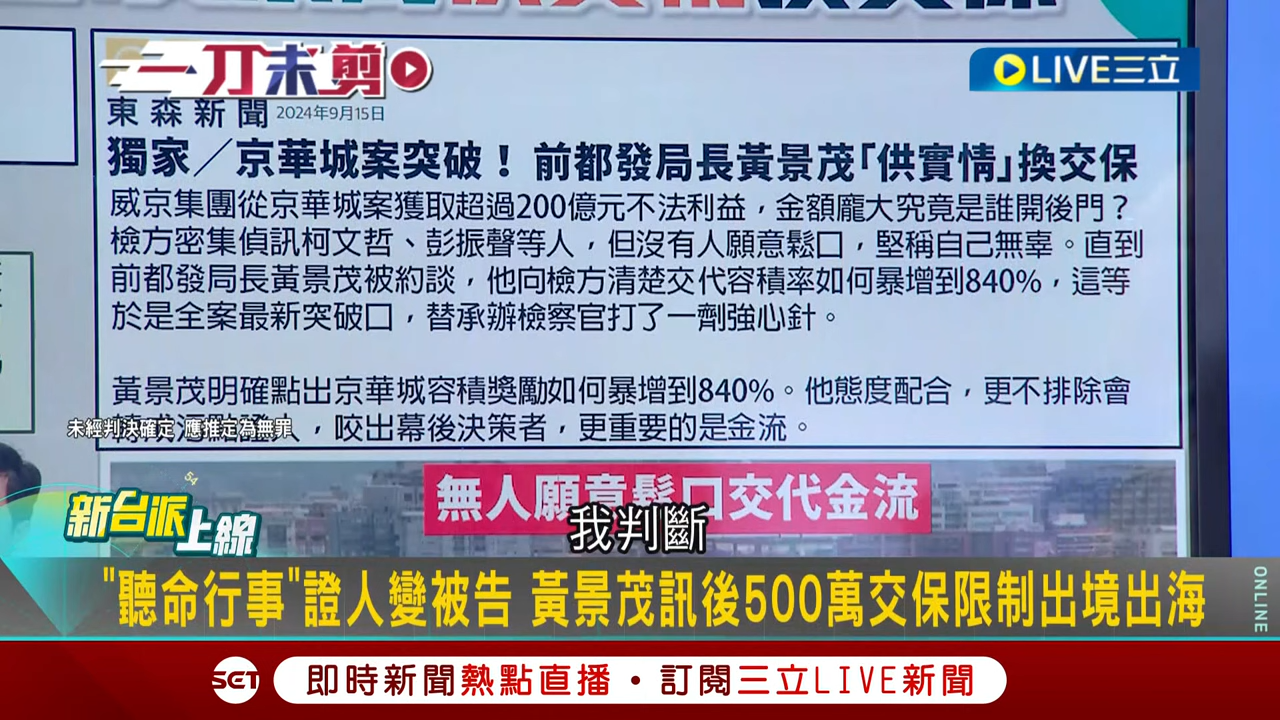 一刀未剪
LIVE三立
東森新聞 2024年9月15日
獨家／京華城案突破！ 前都發局長黃景茂「供實情」換交保
威京集團從京華城案獲取超過200億元不法利益，金額龐大究竟是誰開後門？
檢方密集偵訊柯文哲、彭振聲等人，但沒有人願意鬆口，堅稱自己無辜。直到
前都發局長黃景茂被約談，他向檢方清楚交代容積率如何暴增到840%，這等
於是全案最新突破口，替承辦檢察官打了一劑強心針。
黃景茂明確點出京華城容積獎勵如何暴增到840%。他態度配合，更不排除會
，咬出幕後決策者，更重要的是金流。
未經判決確定 應推定為無罪
無人願意鬆口交代金流
我判斷
54
新台派上線
"聽命行事"證人變被告 黃景茂訊後500萬交保限制出境出海
ONLINE
SET 即時新聞熱點直播・訂閱三立LIVE新聞